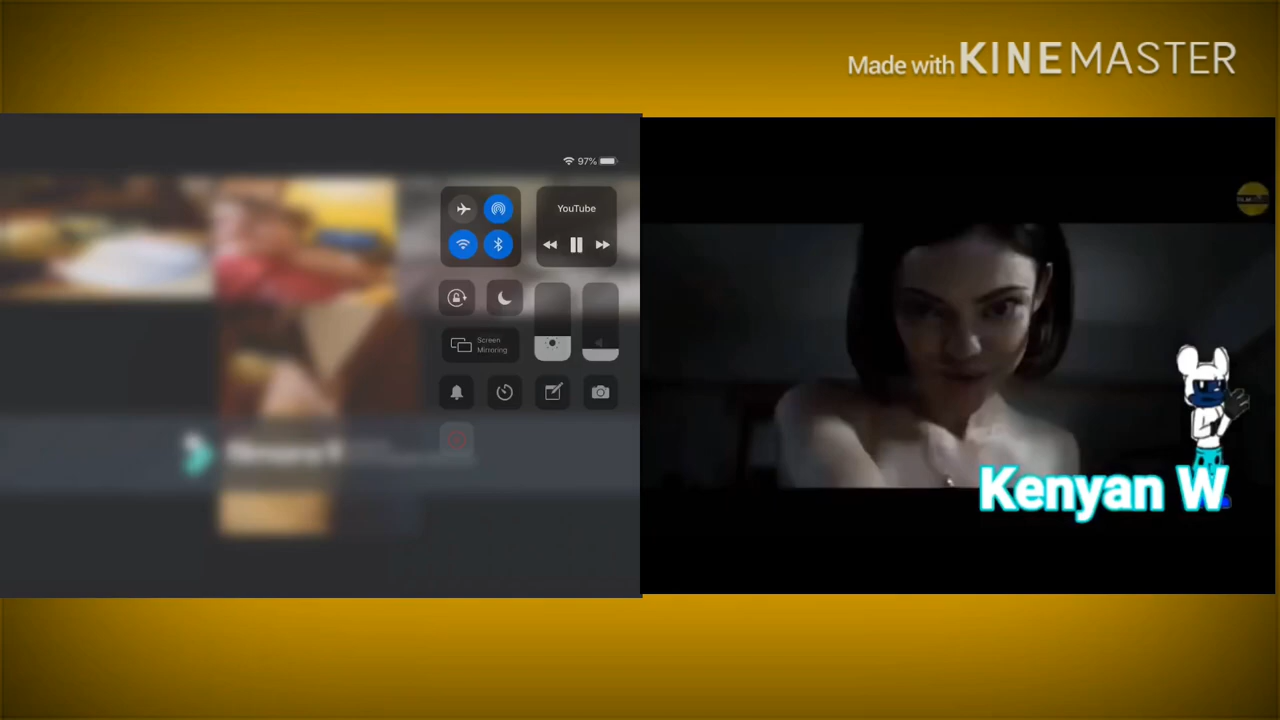 Made with KINEMASTER
97%
YouTube
Screen
Mirroring
Kenyan W